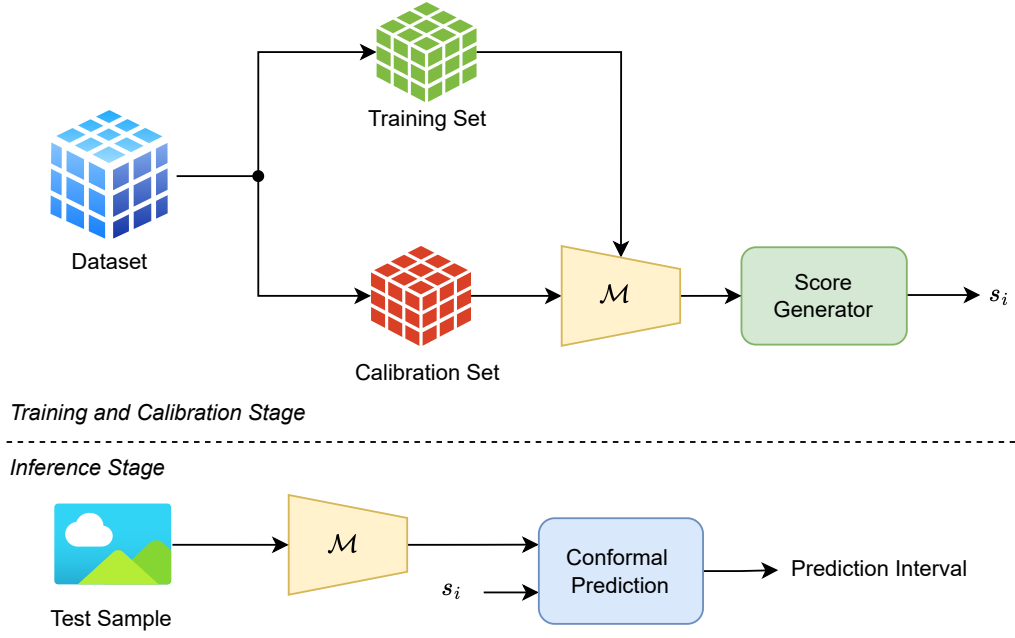 Training Set
Dataset
ℳ
Score
Generator
s_i
Calibration Set
Training and Calibration Stage
Inference Stage
ℳ
Conformal
Prediction
s_i
Prediction Interval
Test Sample